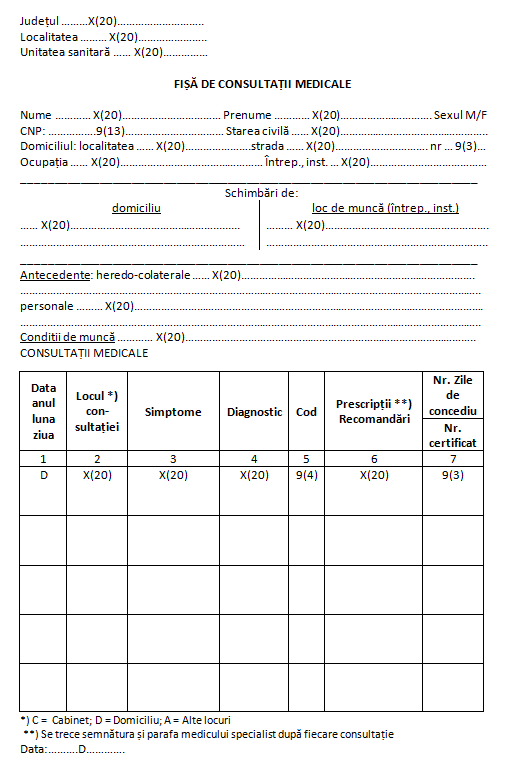 Județul .........X(20)..............................
Localitatea ......... X(20)........................
Unitatea sanitară ...... X(20)...............
FIȘĂ DE CONSULTAȚII MEDICALE
Nume ............ X(20).................................. Prenume ............ X(20)................................ Sexul M/F
CNP: ................9(13).................................. Starea civilă ...... X(20)....................................................
Domiciliul: localitatea ...... X(20).......................strada ...... X(20)................................ nr ... 9(3)...
Ocupația ...... X(20)................................................. Întrep., inst. ... X(20).........................................
Schimbări de:
domiciliu loc de muncă (întrep., inst.)
...... X(20).......................................................... ......... X(20).........................................................
.............................................................................. .............................................................................
Antecedente: heredo-colaterale ...... X(20)................................................................................
................................................................................................................................................................
personale ......... X(20).........................................................................................................................
................................................................................................................................................................
Conditii de muncă ............ X(20).....................................................................................................
CONSULTAȚII MEDICALE
Data anul luna ziua
Locul *) con-sultației
Simptome
Diagnostic
Cod
Prescripții **) Recomandări
Nr. Zile de concediu
Nr. certificat
1 2 3 4 5 6 7
D X(20) X(20) X(20) 9(4) X(20) 9(3)
*) C = Cabinet; D = Domiciliu; A = Alte locuri
**) Se trece semnătura și parafa medicului specialist după fiecare consultație
Data:..........D.............